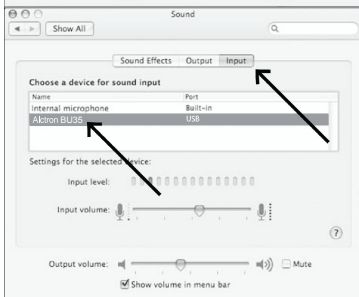 Sound
Show All
Sound Effects Output Input
Choose a device for sound input
Name Port
Internal microphone Built-in
Alctron BU35 USB
Settings for the selected device:
Input level:
Input volume:
?
Output volume: Mute
Show volume in menu bar